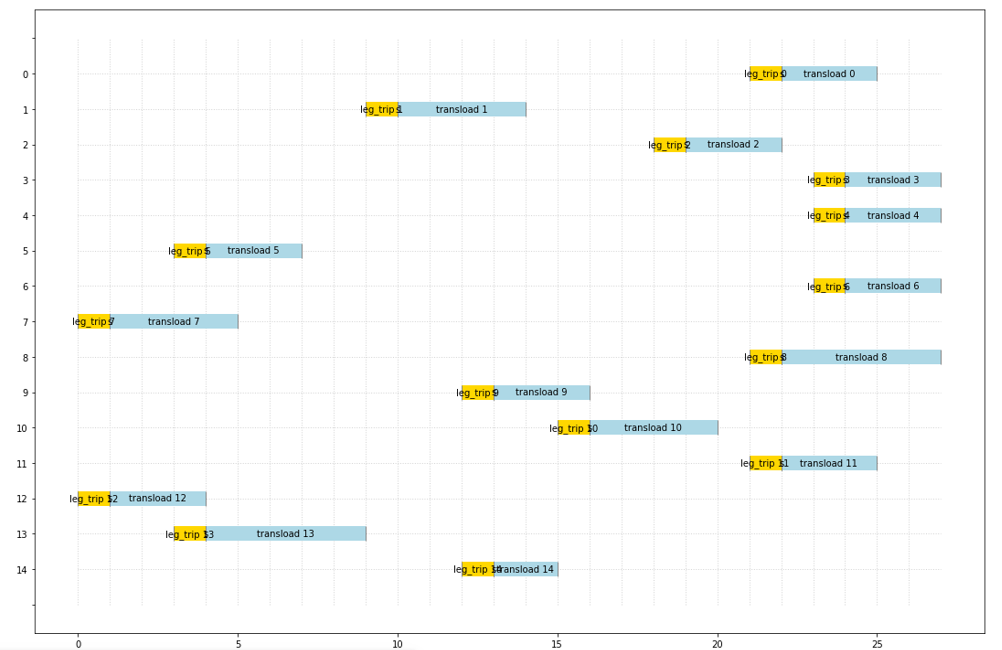 0 leg_trip 0 s transload 0
1 leg_trip 1 s transload 1
2 leg_trip 2 s transload 2
3 leg_trip 3 s transload 3
4 leg_trip 4 s transload 4
5 leg_trip 5 s transload 5
6 leg_trip 6 s transload 6
7 leg_trip 7 s transload 7
8 leg_trip 8 s transload 8
9 leg_trip 9 s transload 9
10 leg_trip 10 s transload 10
11 leg_trip 11 s transload 11
12 leg_trip 12 s transload 12
13 leg_trip 13 s transload 13
14 leg_trip 14 s transload 14
0 5 10 15 20 25